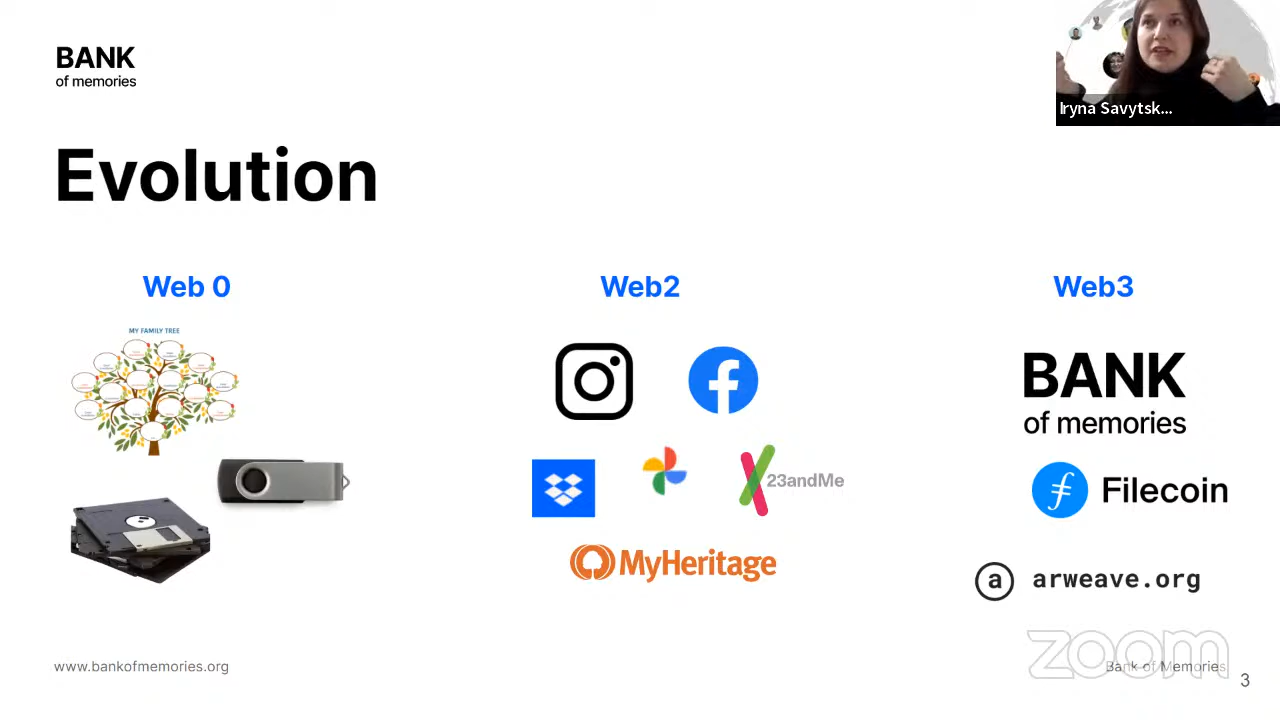 BANK
of memories
Iryna Savytsk...
Evolution
Web 0
Web2
Web3
MY FAMILY TREE
BANK
of memories
23andMe
Filecoin
MyHeritage
a arweave.org
zoom
www.bankofmemories.org
Bank of Memories
3